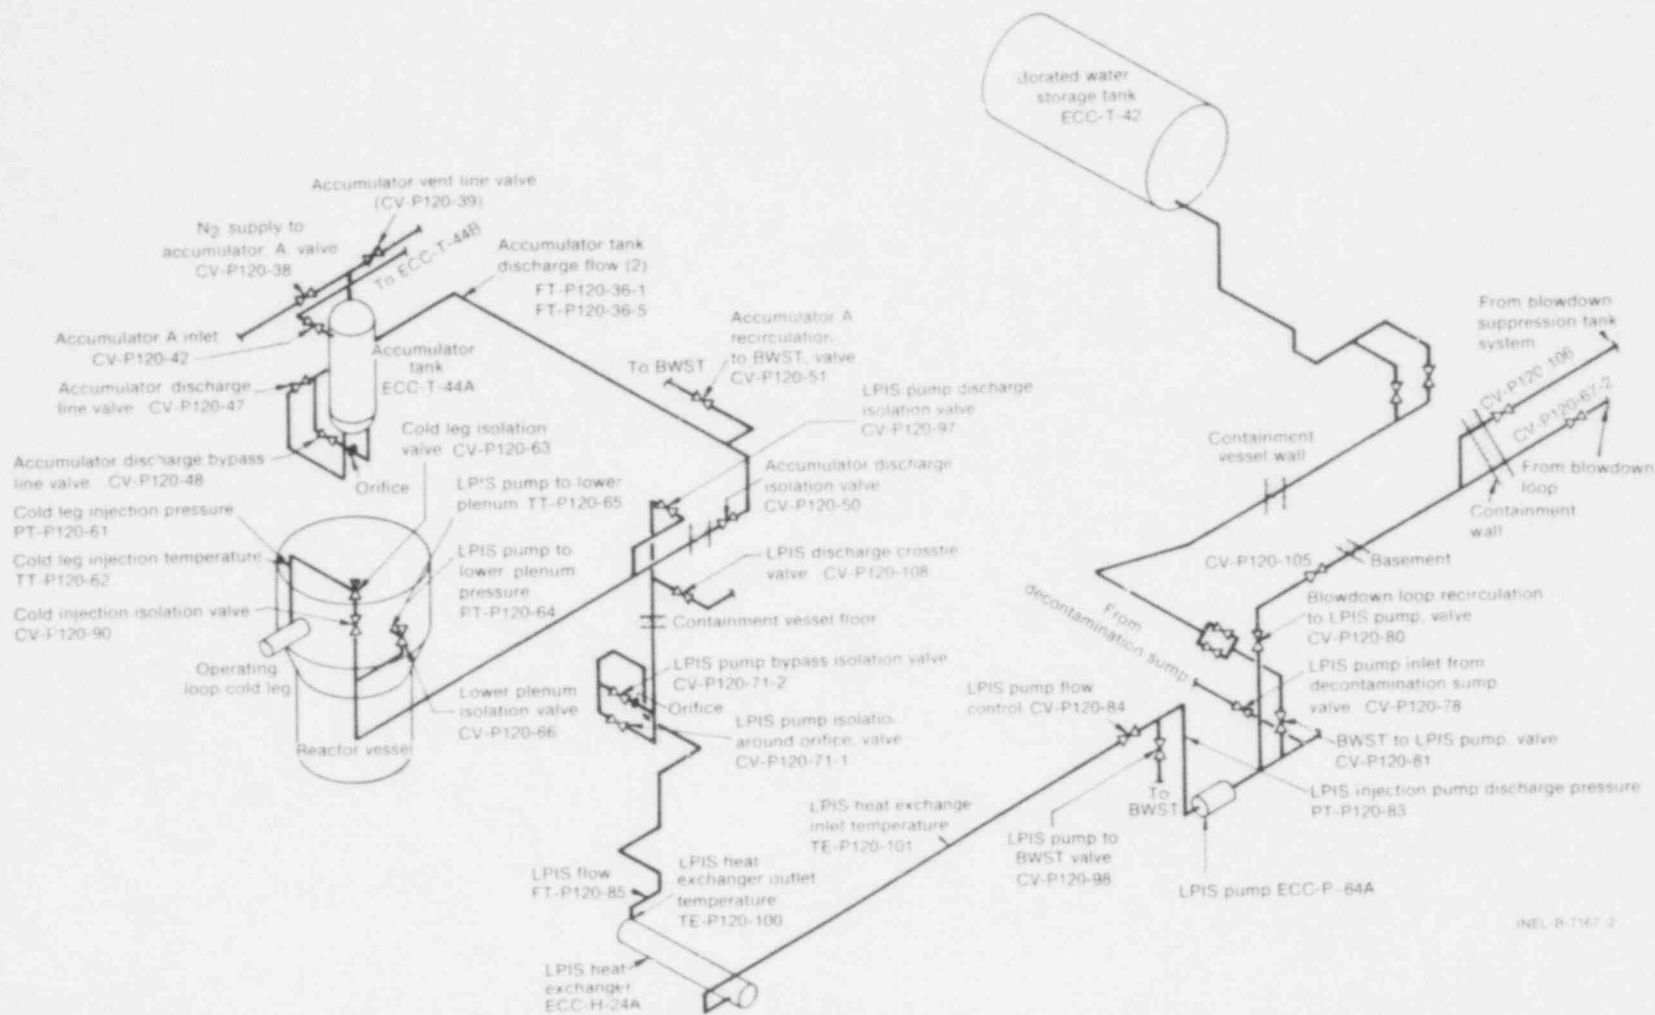 Borated water
storage tank
ECC-T-42
Accumulator vent line valve
(CV-P120-39)
N2 supply to
accumulator, A, valve
CV-P120-38
To ECC-T-44B
Accumulator tank
discharge flow (2)
FT-P120-36-1
FT-P120-36-5
Accumulator A inlet
CV-P120-42
Accumulator
tank
ECC-T-44A
Accumulator discharge
line valve CV-P120-47
Accumulator discharge bypass
line valve CV-P120-48
Orifice
Accumulator A
recirculation
to BWST, valve
CV-P120-51
To BWST
LPIS pump discharge
isolation valve
CV-P120-97
Accumulator discharge
isolation valve
CV-P120-50
Cold leg isolation
valve CV-P120-63
LPIS pump to lower
plenum TT-P120-65
Cold leg injection pressure
PT-P120-61
Cold leg injection temperature
TT-P120-62
LPIS pump to
lower plenum
pressure
PT-P120-64
Cold injection isolation valve
CV-P120-90
Operating
loop cold leg
Lower plenum
isolation valve
CV-P120-66
Reactor vessel
LPIS discharge crosstie
valve CV-P120-108
Containment vessel floor
LPIS pump bypass isolation valve
CV-P120-71-2
Orifice
LPIS pump isolation
around orifice, valve
CV-P120-71-1
LPIS flow
FT-P120-85
LPIS heat
exchanger outlet
temperature
TE-P120-100
LPIS heat
exchanger
ECC-H-24A
LPIS heat exchange
inlet temperature
TE-P120-101
LPIS pump flow
control CV-P120-84
LPIS pump to
BWST valve
CV-P120-98
To
BWST
LPIS pump ECC-P-64A
From blowdown
suppression tank
system
CV-P120-106
CV-P120-67-2
From blowdown
loop
Containment
wall
Containment
vessel wall
CV-P120-105
Basement
From
decontamination sump
Blowdown loop recirculation
to LPIS pump, valve
CV-P120-80
LPIS pump inlet from
decontamination sump
valve CV-P120-78
BWST to LPIS pump, valve
CV-P120-81
LPIS injection pump discharge pressure
PT-P120-83
INEL-B-7167-2